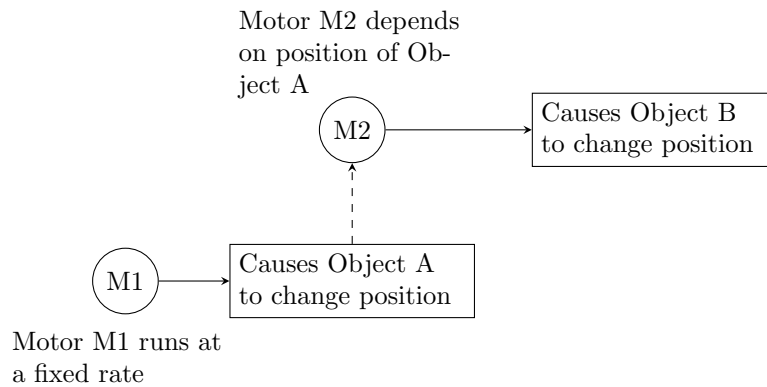 Motor M2 depends
on position of Ob-
ject A
M2
Causes Object B
to change position
M1
Causes Object A
to change position
Motor M1 runs at
a fixed rate